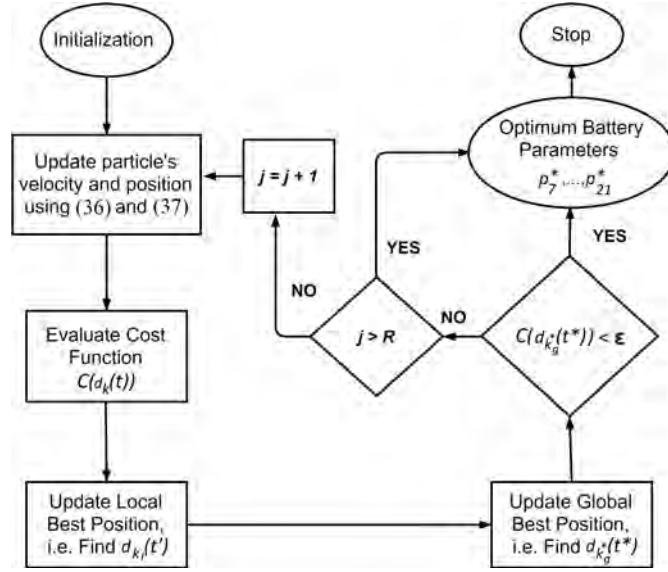 Initialization
Stop
Update particle's
velocity and position
using (36) and (37)
j = j + 1
Optimum Battery
Parameters
p*7,...,p*21
YES
YES
NO
NO
j > R
C(dk*g(t*)) < ε
Evaluate Cost
Function
C(dk(t))
Update Local
Best Position,
i.e. Find dkl(t')
Update Global
Best Position,
i.e. Find dk*g(t*)